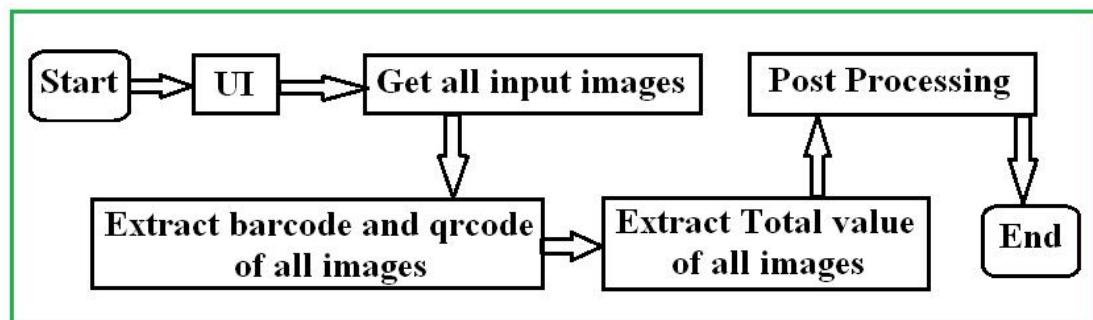 Start
UI
Get all input images
Extract barcode and qrcode
of all images
Extract Total value
of all images
Post Processing
End